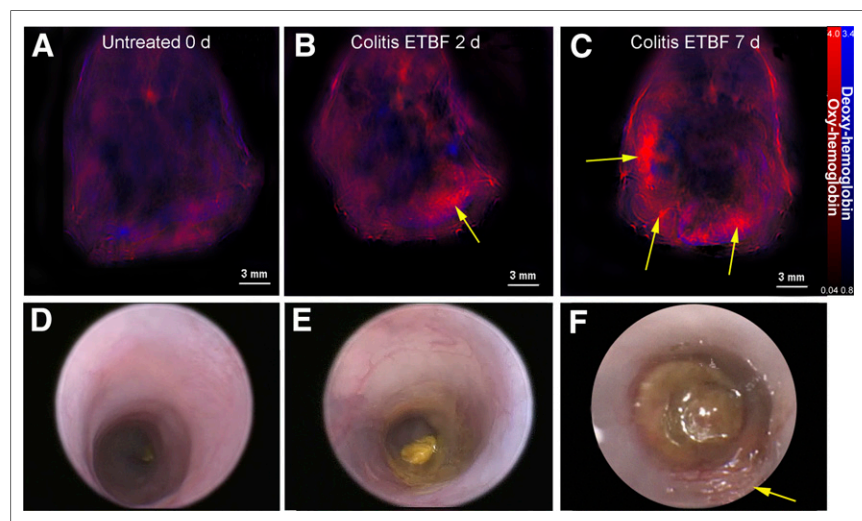 A Untreated 0 d
B Colitis ETBF 2 d
C Colitis ETBF 7 d
3 mm
3 mm
3 mm
4.0 3.4
Oxy-hemoglobin
Deoxy-hemoglobin
0.04 0.8
D
E
F